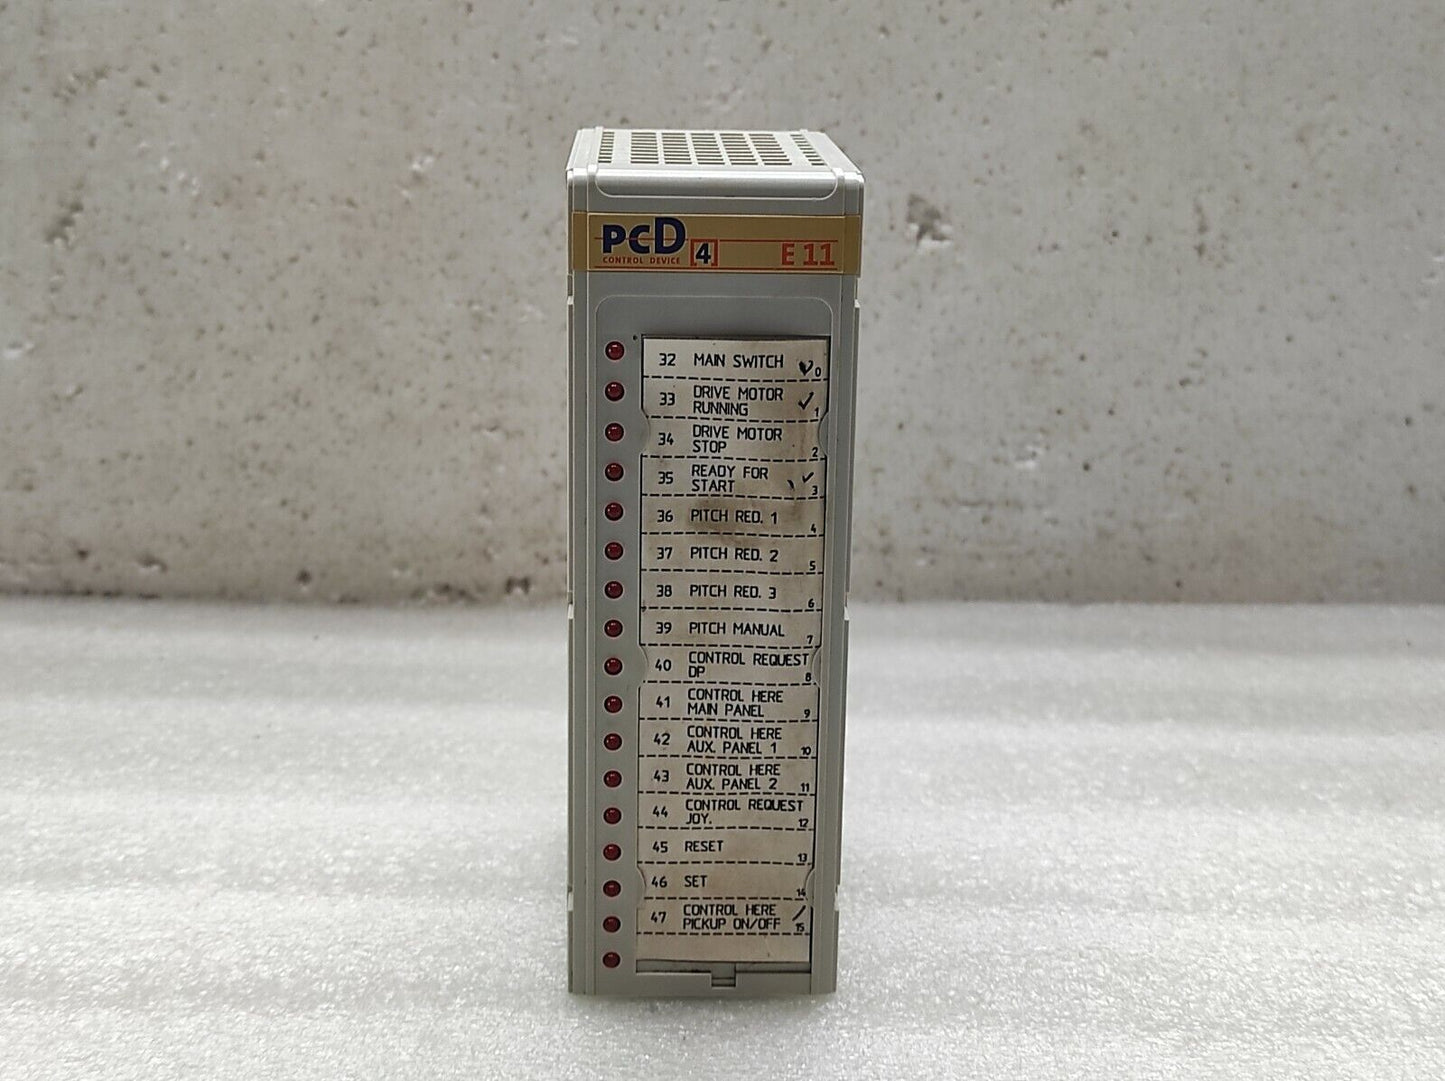 PCD [4] E 11
CONTROL DEVICE
32 MAIN SWITCH 0
33 DRIVE MOTOR
RUNNING 1
34 DRIVE MOTOR
STOP 2
35 READY FOR
START 3
36 PITCH RED. 1 4
37 PITCH RED. 2 5
38 PITCH RED. 3 6
39 PITCH MANUAL 7
40 CONTROL REQUEST
DP 8
41 CONTROL HERE
MAIN PANEL 9
42 CONTROL HERE
AUX. PANEL 1 10
43 CONTROL HERE
AUX. PANEL 2 11
44 CONTROL REQUEST
JOY. 12
45 RESET 13
46 SET 14
47 CONTROL HERE
PICKUP ON/OFF 15